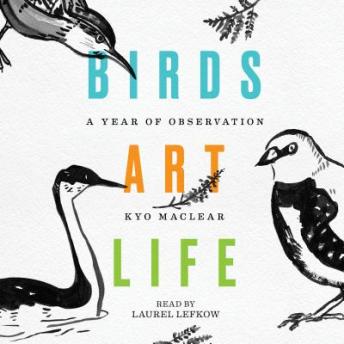 BIRDS
A YEAR OF OBSERVATION
ART
KYO MACLEAR
LIFE
READ BY
LAUREL LEFKOW